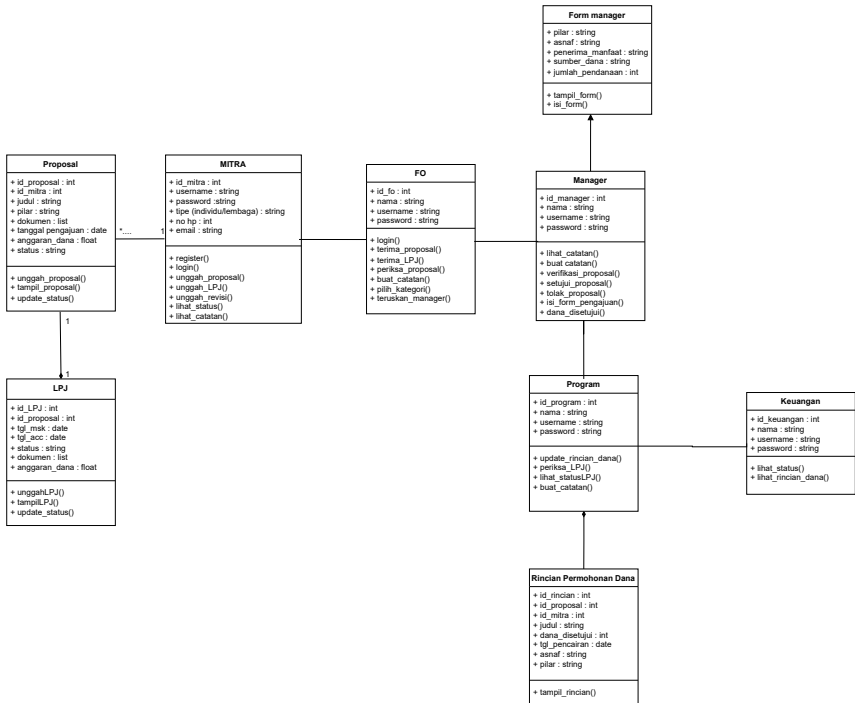 Form manager
+ pilar : string
+ asnaf : string
+ penerima_manfaat : string
+ sumber_dana : string
+ jumlah_pendanaan : int
+ tampil_form()
+ isi_form()
Proposal
+ id_proposal : int
+ id_mitra : int
+ judul : string
+ pilar : string
+ dokumen : list
+ tanggal pengajuan : date
+ anggaran_dana : float
+ status : string
+ unggah_proposal()
+ tampil_proposal()
+ update_status()
*....
1
MITRA
+ id_mitra : int
+ username : string
+ password :string
+ tipe (individu/lembaga) : string
+ no hp : int
+ email : string
+ register()
+ login()
+ unggah_proposal()
+ unggah_LPJ()
+ unggah_revisi()
+ lihat_status()
+ lihat_catatan()
FO
+ id_fo : int
+ nama : string
+ username : string
+ password : string
+ login()
+ terima_proposal()
+ terima_LPJ()
+ periksa_proposal()
+ buat_catatan()
+ pilih_kategori()
+ teruskan_manager()
Manager
+ id_manager : int
+ nama : string
+ username : string
+ password : string
+ lihat_catatan()
+ buat catatan()
+ verifikasi_proposal()
+ setujui_proposal()
+ tolak_proposal()
+ isi_form_pengajuan()
+ dana_disetujui()
1
1
LPJ
+ id_LPJ : int
+ id_proposal : int
+ tgl_msk : date
+ tgl_acc : date
+ status : string
+ dokumen : list
+ anggaran_dana : float
+ unggahLPJ()
+ tampilLPJ()
+ update_status()
Program
+ id_program : int
+ nama : string
+ username : string
+ password : string
+ update_rincian_dana()
+ periksa_LPJ()
+ lihat_statusLPJ()
+ buat_catatan()
Keuangan
+ id_keuangan : int
+ nama : string
+ username : string
+ password : string
+ lihat_status()
+ lihat_rincian_dana()
Rincian Permohonan Dana
+ id_rincian : int
+ id_proposal : int
+ id_mitra : int
+ judul : string
+ dana_disetujui : int
+ tgl_pencairan : date
+ asnaf : string
+ pilar : string
+ tampil_rincian()